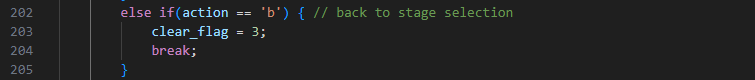 202 else if(action == 'b') { // back to stage selection
203 clear_flag = 3;
204 break;
205 }